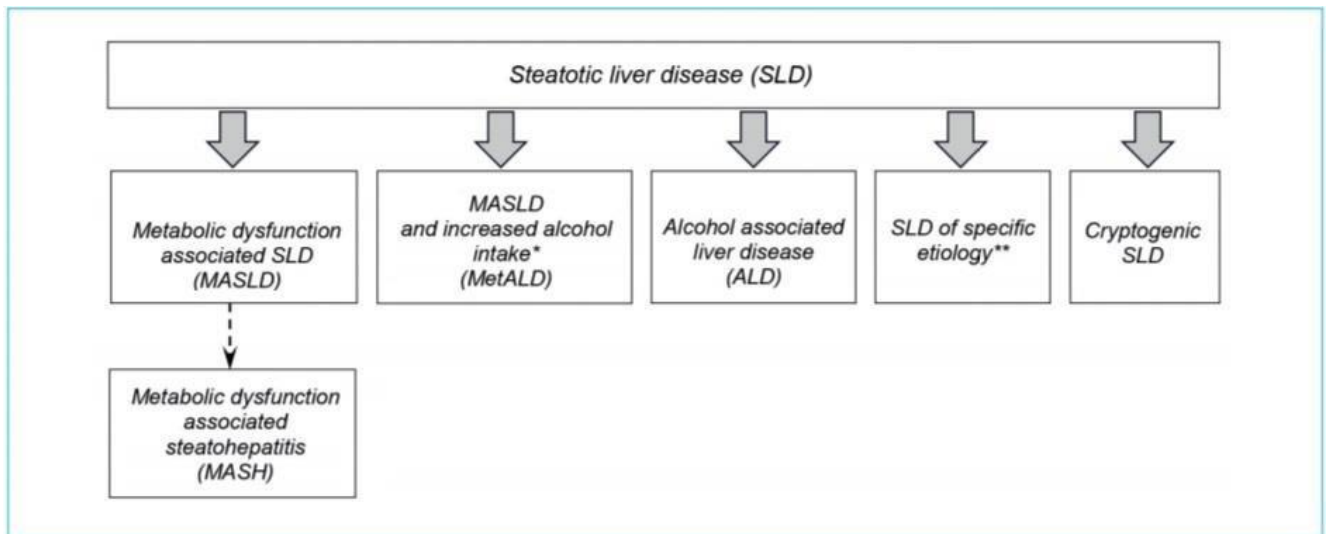 Steatotic liver disease (SLD)
Metabolic dysfunction
associated SLD
(MASLD)
MASLD
and increased alcohol
intake*
(MetALD)
Alcohol associated
liver disease
(ALD)
SLD of specific
etiology**
Cryptogenic
SLD
Metabolic dysfunction
associated
steatohepatitis
(MASH)